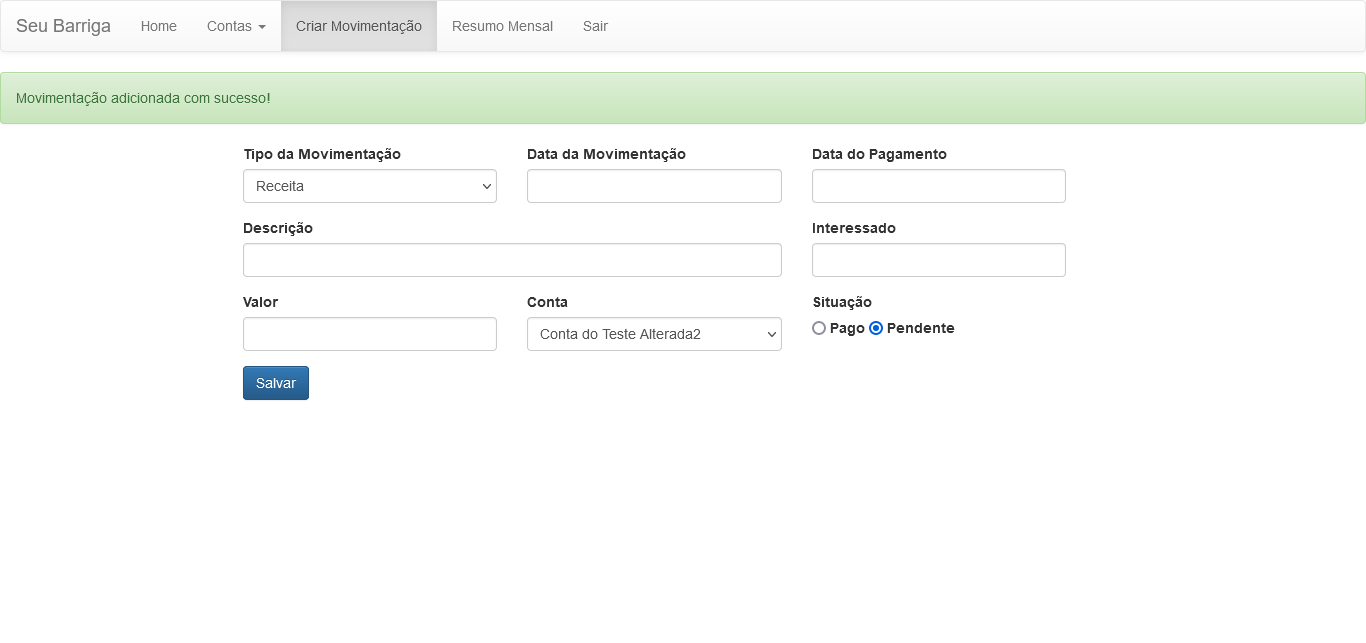 Seu Barriga Home Contas Criar Movimentação Resumo Mensal Sair
Movimentação adicionada com sucesso!
Tipo da Movimentação Data da Movimentação Data do Pagamento
Receita
Descrição Interessado
Valor Conta Situação
Conta do Teste Alterada2 Pago Pendente
Salvar